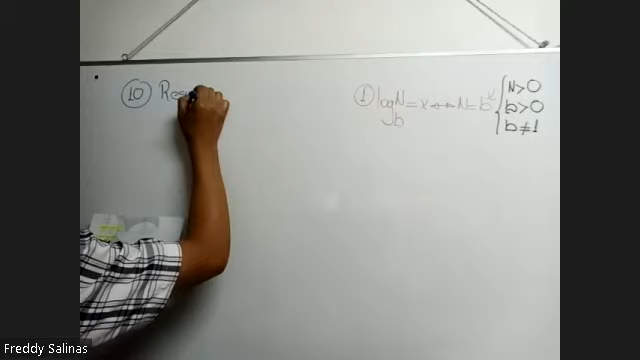 ⑩ Res
① log_b N = x ↔ N = b^x { N>0
b>0
b≠1
Freddy Salinas